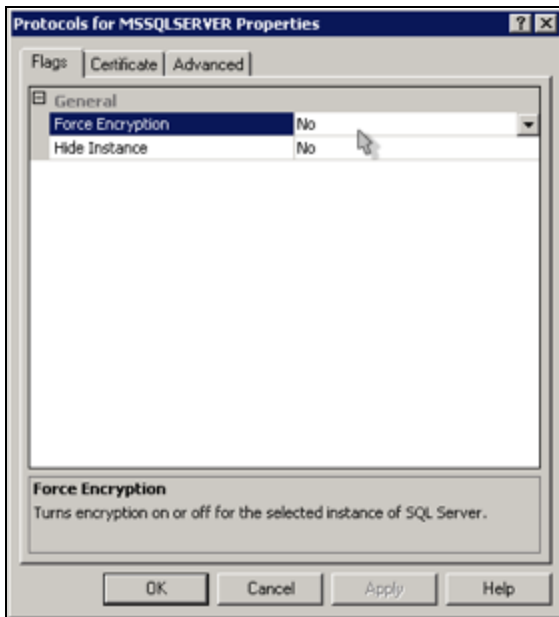 Protocols for MSSQLSERVER Properties
Flags Certificate Advanced
General
Force Encryption No
Hide Instance No
Force Encryption
Turns encryption on or off for the selected instance of SQL Server.
OK Cancel Apply Help